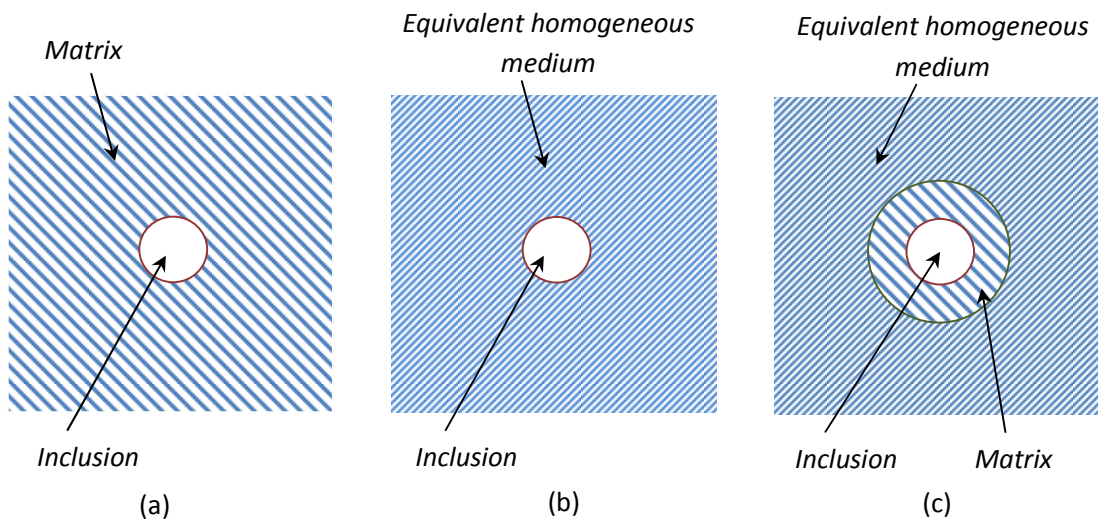 Matrix
Inclusion
(a)
Equivalent homogeneous
medium
Inclusion
(b)
Equivalent homogeneous
medium
Inclusion
Matrix
(c)